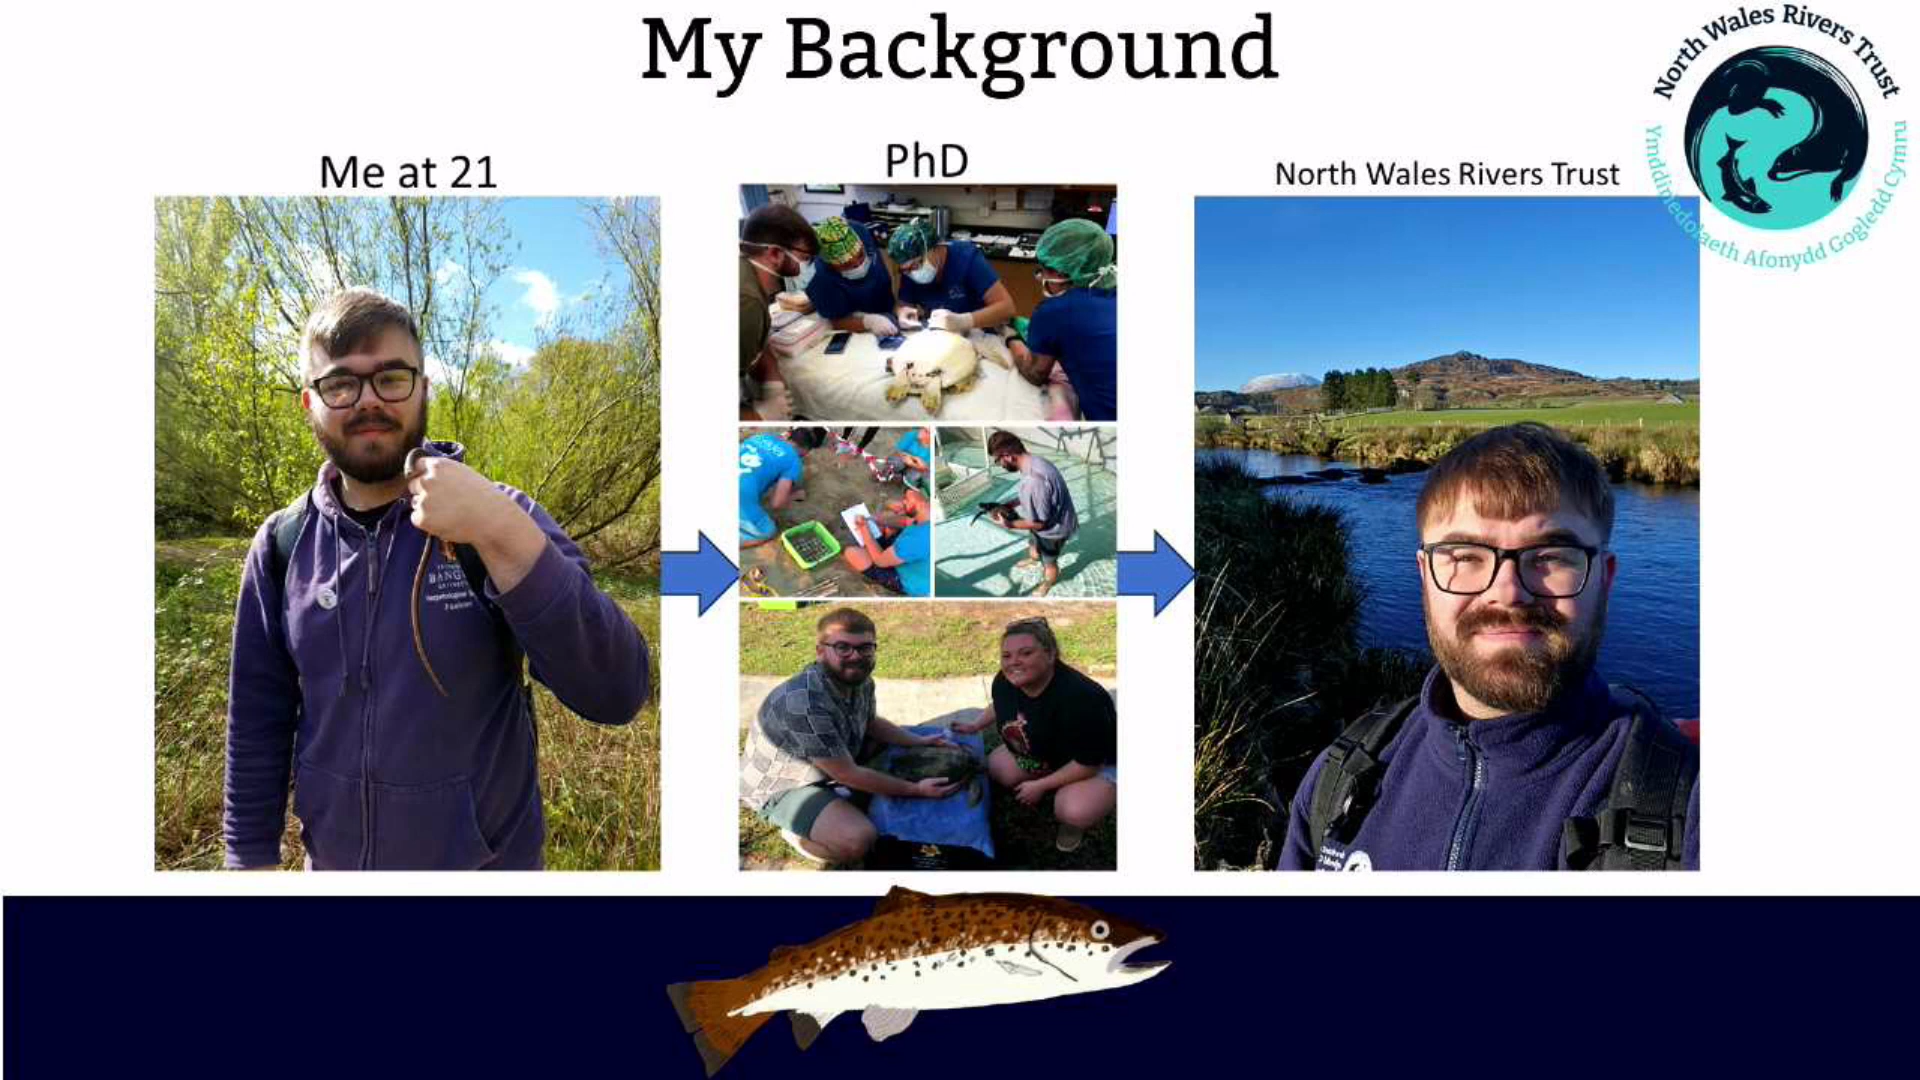 My Background
North Wales Rivers Trust
Ymddiriedolaeth Afonydd Gogledd Cymru
Me at 21
PhD
North Wales Rivers Trust